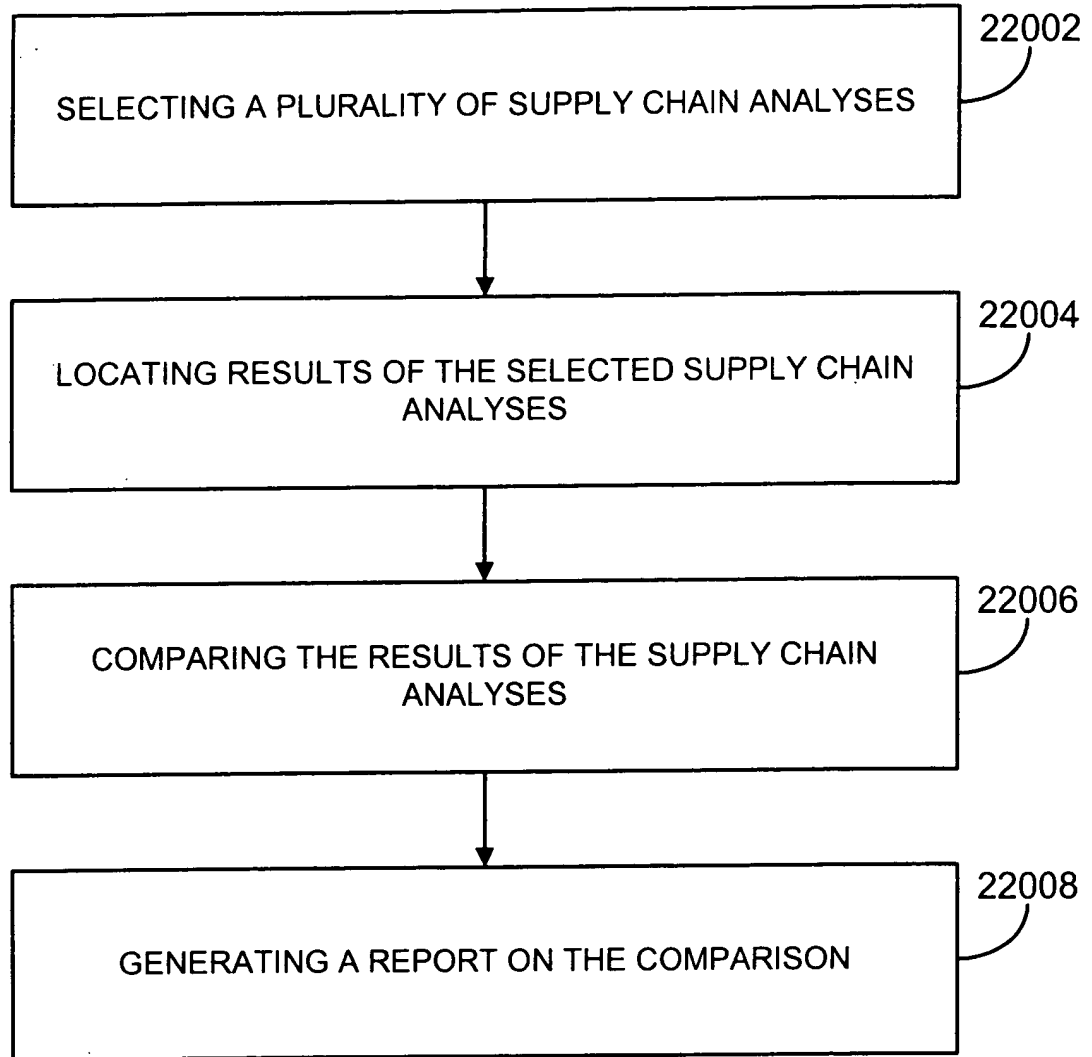 22002
SELECTING A PLURALITY OF SUPPLY CHAIN ANALYSES
22004
LOCATING RESULTS OF THE SELECTED SUPPLY CHAIN
ANALYSES
22006
COMPARING THE RESULTS OF THE SUPPLY CHAIN
ANALYSES
22008
GENERATING A REPORT ON THE COMPARISON